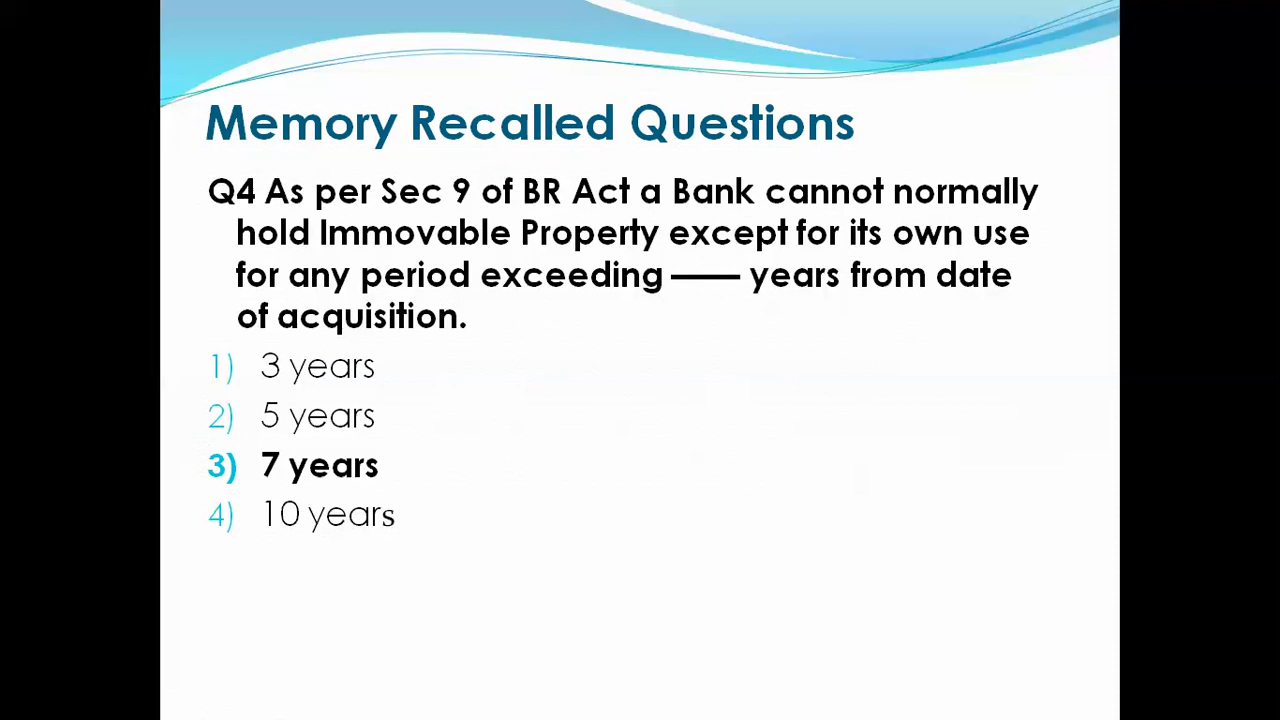 Memory Recalled Questions
Q4 As per Sec 9 of BR Act a Bank cannot normally
hold Immovable Property except for its own use
for any period exceeding —— years from date
of acquisition.
1) 3 years
2) 5 years
3) 7 years
4) 10 years